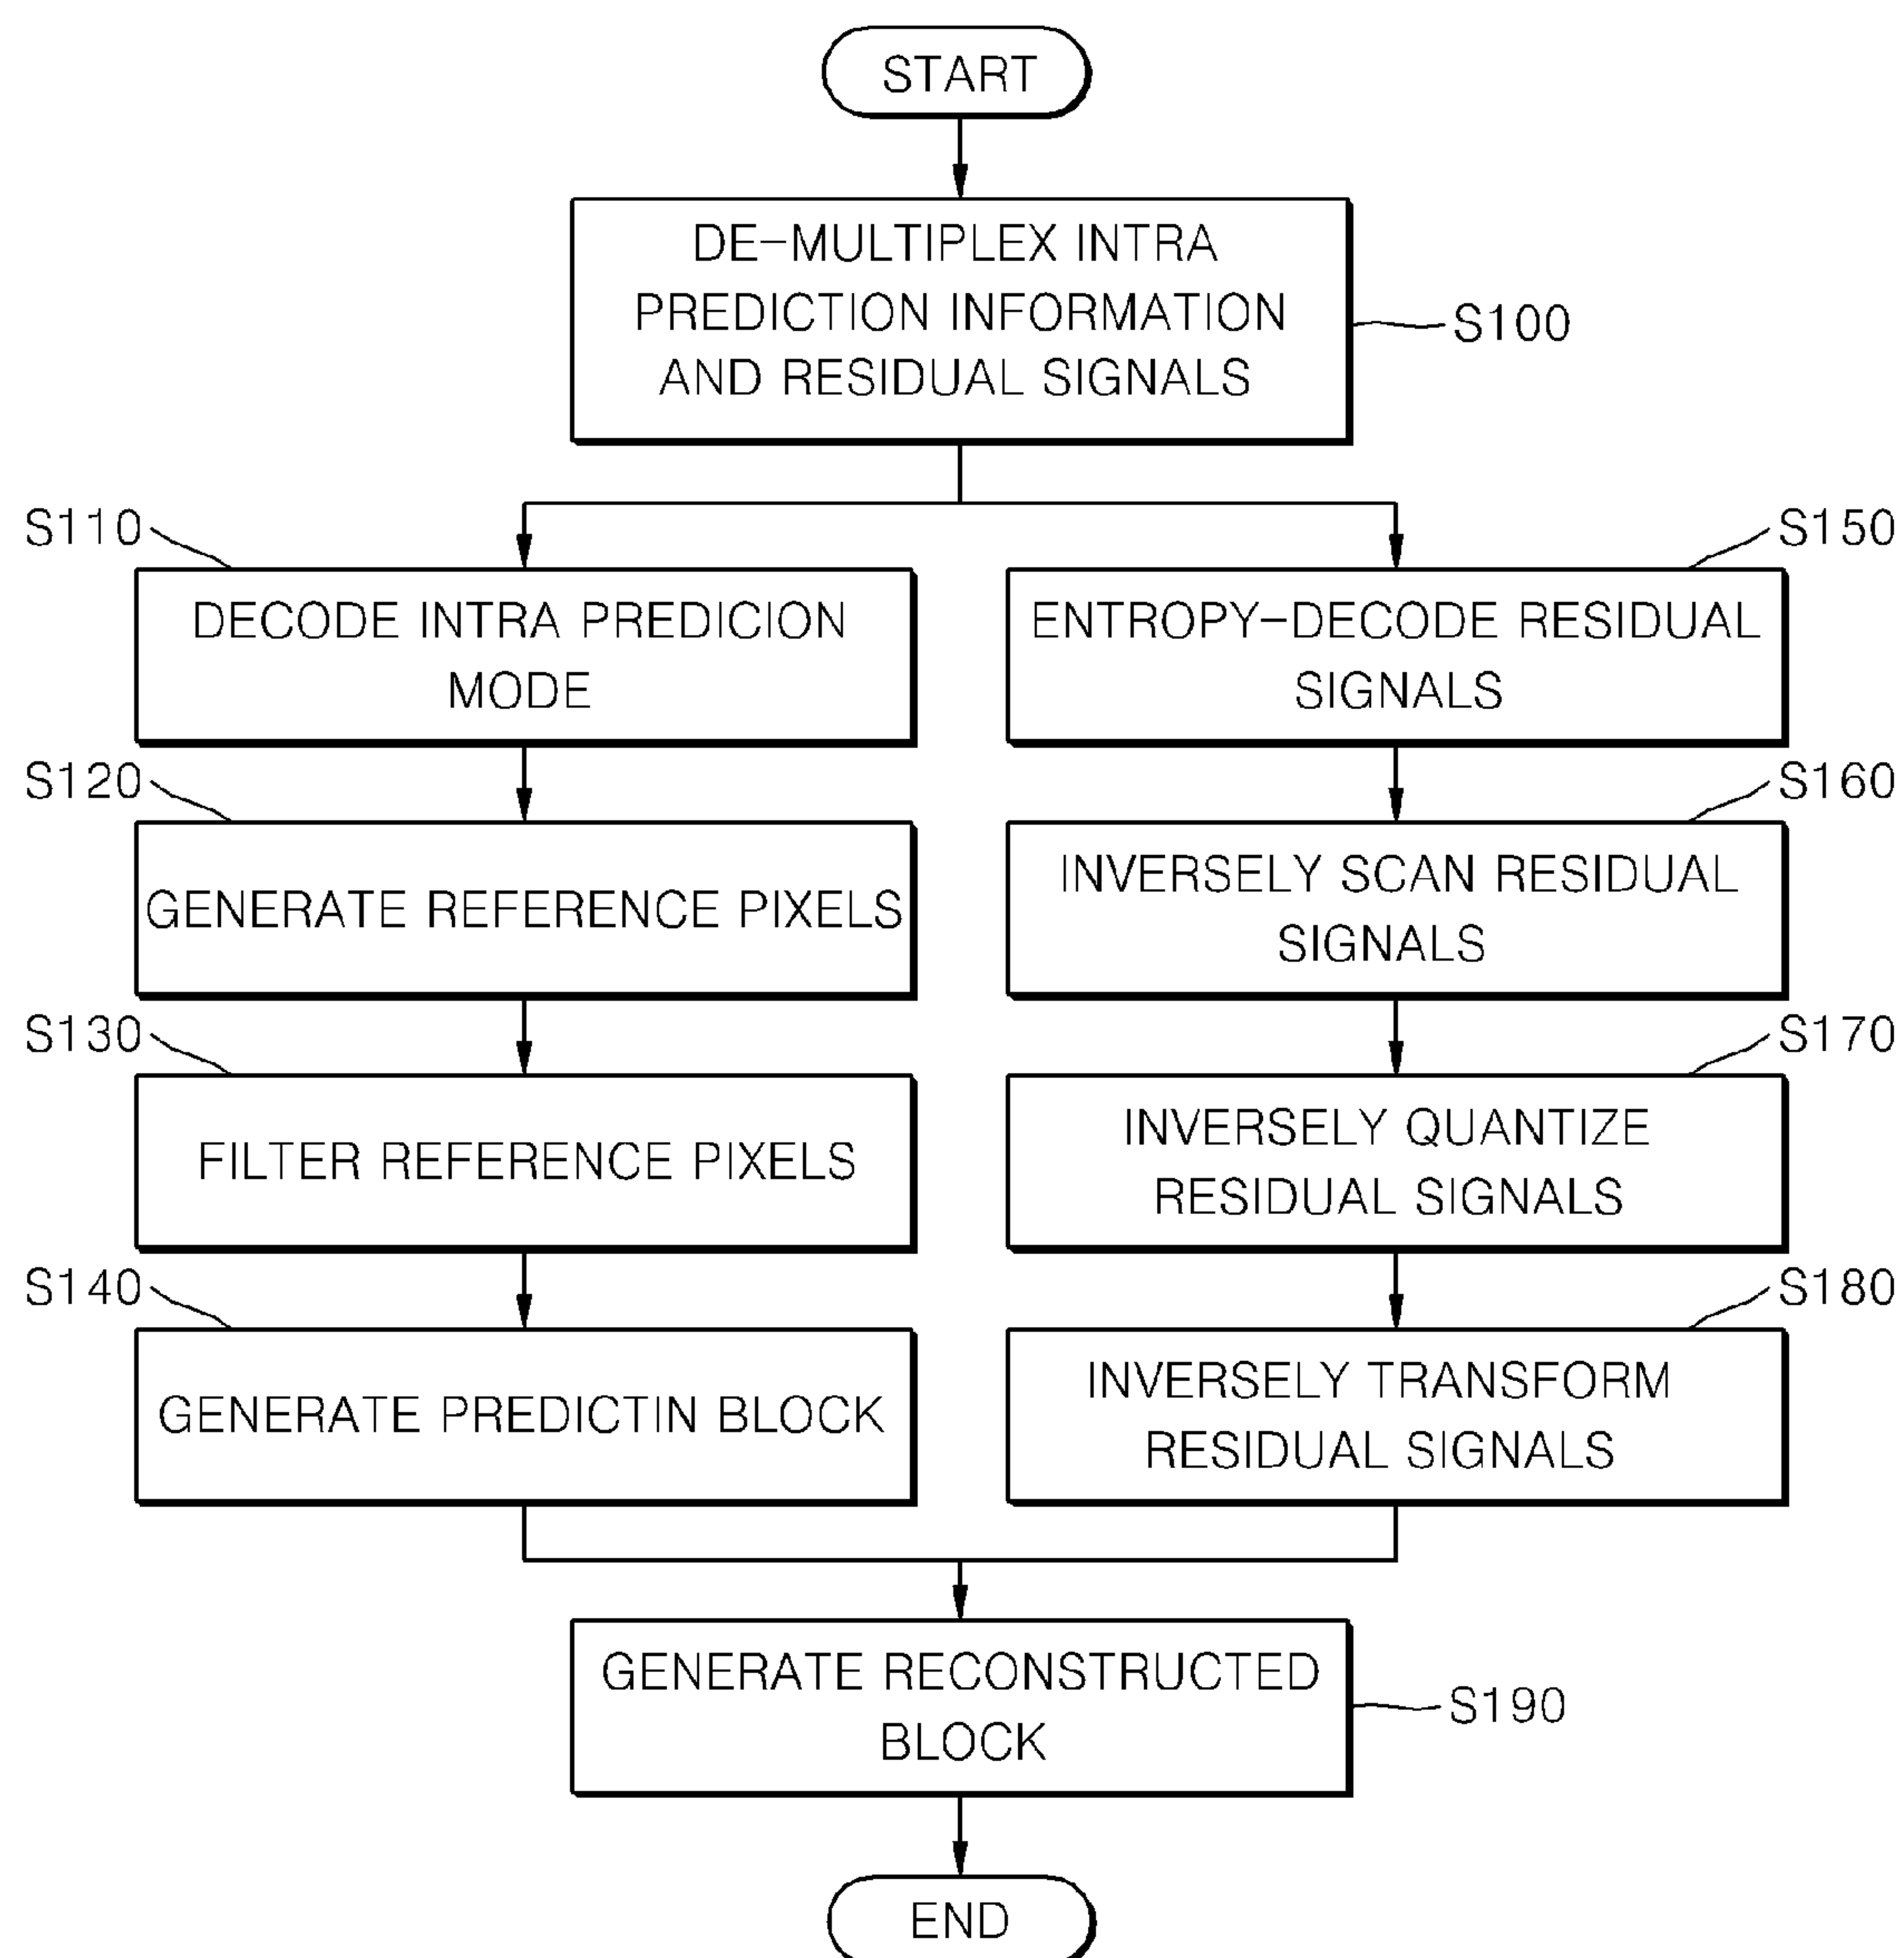 START
DE-MULTIPLEX INTRA
PREDICTION INFORMATION
AND RESIDUAL SIGNALS
S100
S110
DECODE INTRA PREDICION
MODE
S120
GENERATE REFERENCE PIXELS
S130
FILTER REFERENCE PIXELS
S140
GENERATE PREDICTIN BLOCK
S150
ENTROPY-DECODE RESIDUAL
SIGNALS
S160
INVERSELY SCAN RESIDUAL
SIGNALS
S170
INVERSELY QUANTIZE
RESIDUAL SIGNALS
S180
INVERSELY TRANSFORM
RESIDUAL SIGNALS
GENERATE RECONSTRUCTED
BLOCK
S190
END